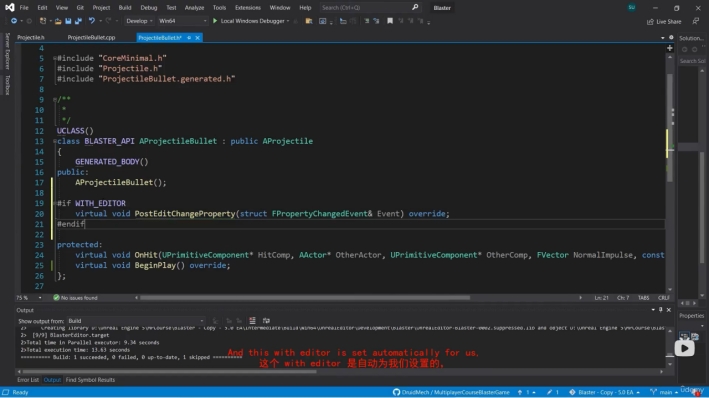 File Edit View Git Project Build Debug Test Analyze Tools Extensions Window Help Search (Ctrl+Q) Blaster
Develop Win64 Local Windows Debugger Live Share
Projectile.h ProjectileBullet.cpp ProjectileBullet.h* Solution...
Server Explorer
Toolbox
Search Sol
4
5 #include "CoreMinimal.h"
6 #include "Projectile.h"
7 #include "ProjectileBullet.generated.h"
8
9 /**
10 *
11 */
12 UCLASS()
13 class BLASTER_API AProjectileBullet : public AProjectile
14 {
15 GENERATED_BODY()
16 public:
17 AProjectileBullet();
18
19 #if WITH_EDITOR
20 virtual void PostEditChangeProperty(struct FPropertyChangedEvent& Event) override;
21 #endif
22
23 protected:
24 virtual void OnHit(UPrimitiveComponent* HitComp, AActor* OtherActor, UPrimitiveComponent* OtherComp, FVector NormalImpulse, const
25 virtual void BeginPlay() override;
26 };
27
75 % No issues found Ln: 21 Ch: 7 TABS CRLF
Output
Properties
Show output from: Build
2> [9/9] BlasterEditor.target
2>Total time in Parallel executor: 9.34 seconds
2>Total execution time: 13.63 seconds
========== Build: 1 succeeded, 0 failed, 0 up-to-date, 1 skipped ==========
And this with editor is set automatically for us.
这个 with editor 是自动为我们设置的,
Error List Output Find Symbol Results
Udemy
Ready DruidMech / MultiplayerCourseBlasterGame 1 1 Blaster - Copy - 5.0 EA main